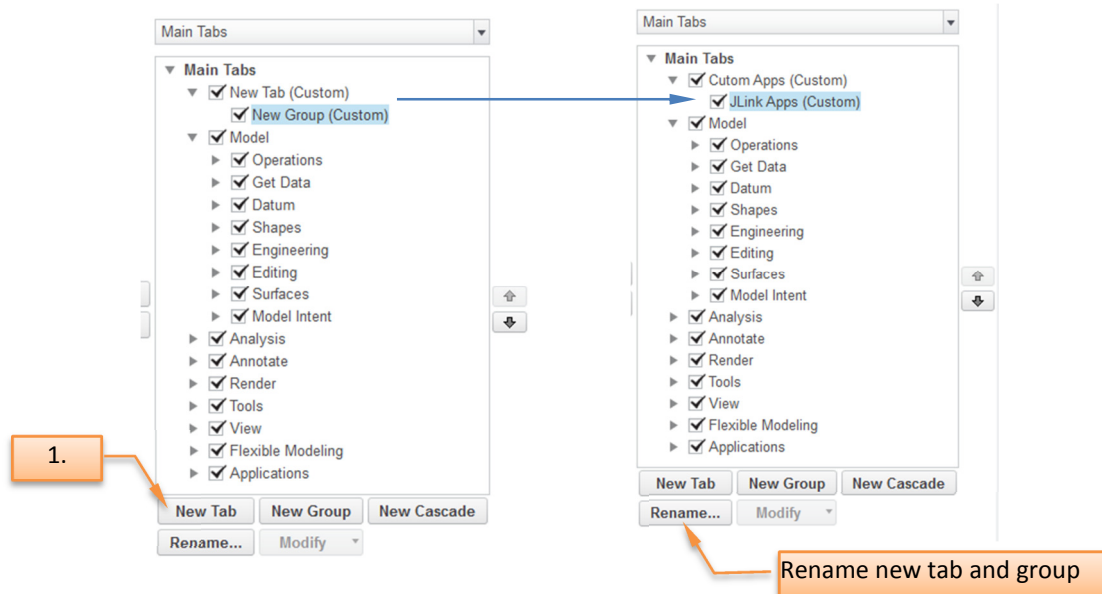 Main Tabs
Main Tabs
New Tab (Custom)
New Group (Custom)
Model
Operations
Get Data
Datum
Shapes
Engineering
Editing
Surfaces
Model Intent
Analysis
Annotate
Render
Tools
View
Flexible Modeling
Applications
New Tab New Group New Cascade
Rename... Modify
1.
Main Tabs
Main Tabs
Cutom Apps (Custom)
JLink Apps (Custom)
Model
Operations
Get Data
Datum
Shapes
Engineering
Editing
Surfaces
Model Intent
Analysis
Annotate
Render
Tools
View
Flexible Modeling
Applications
New Tab New Group New Cascade
Rename... Modify
Rename new tab and group